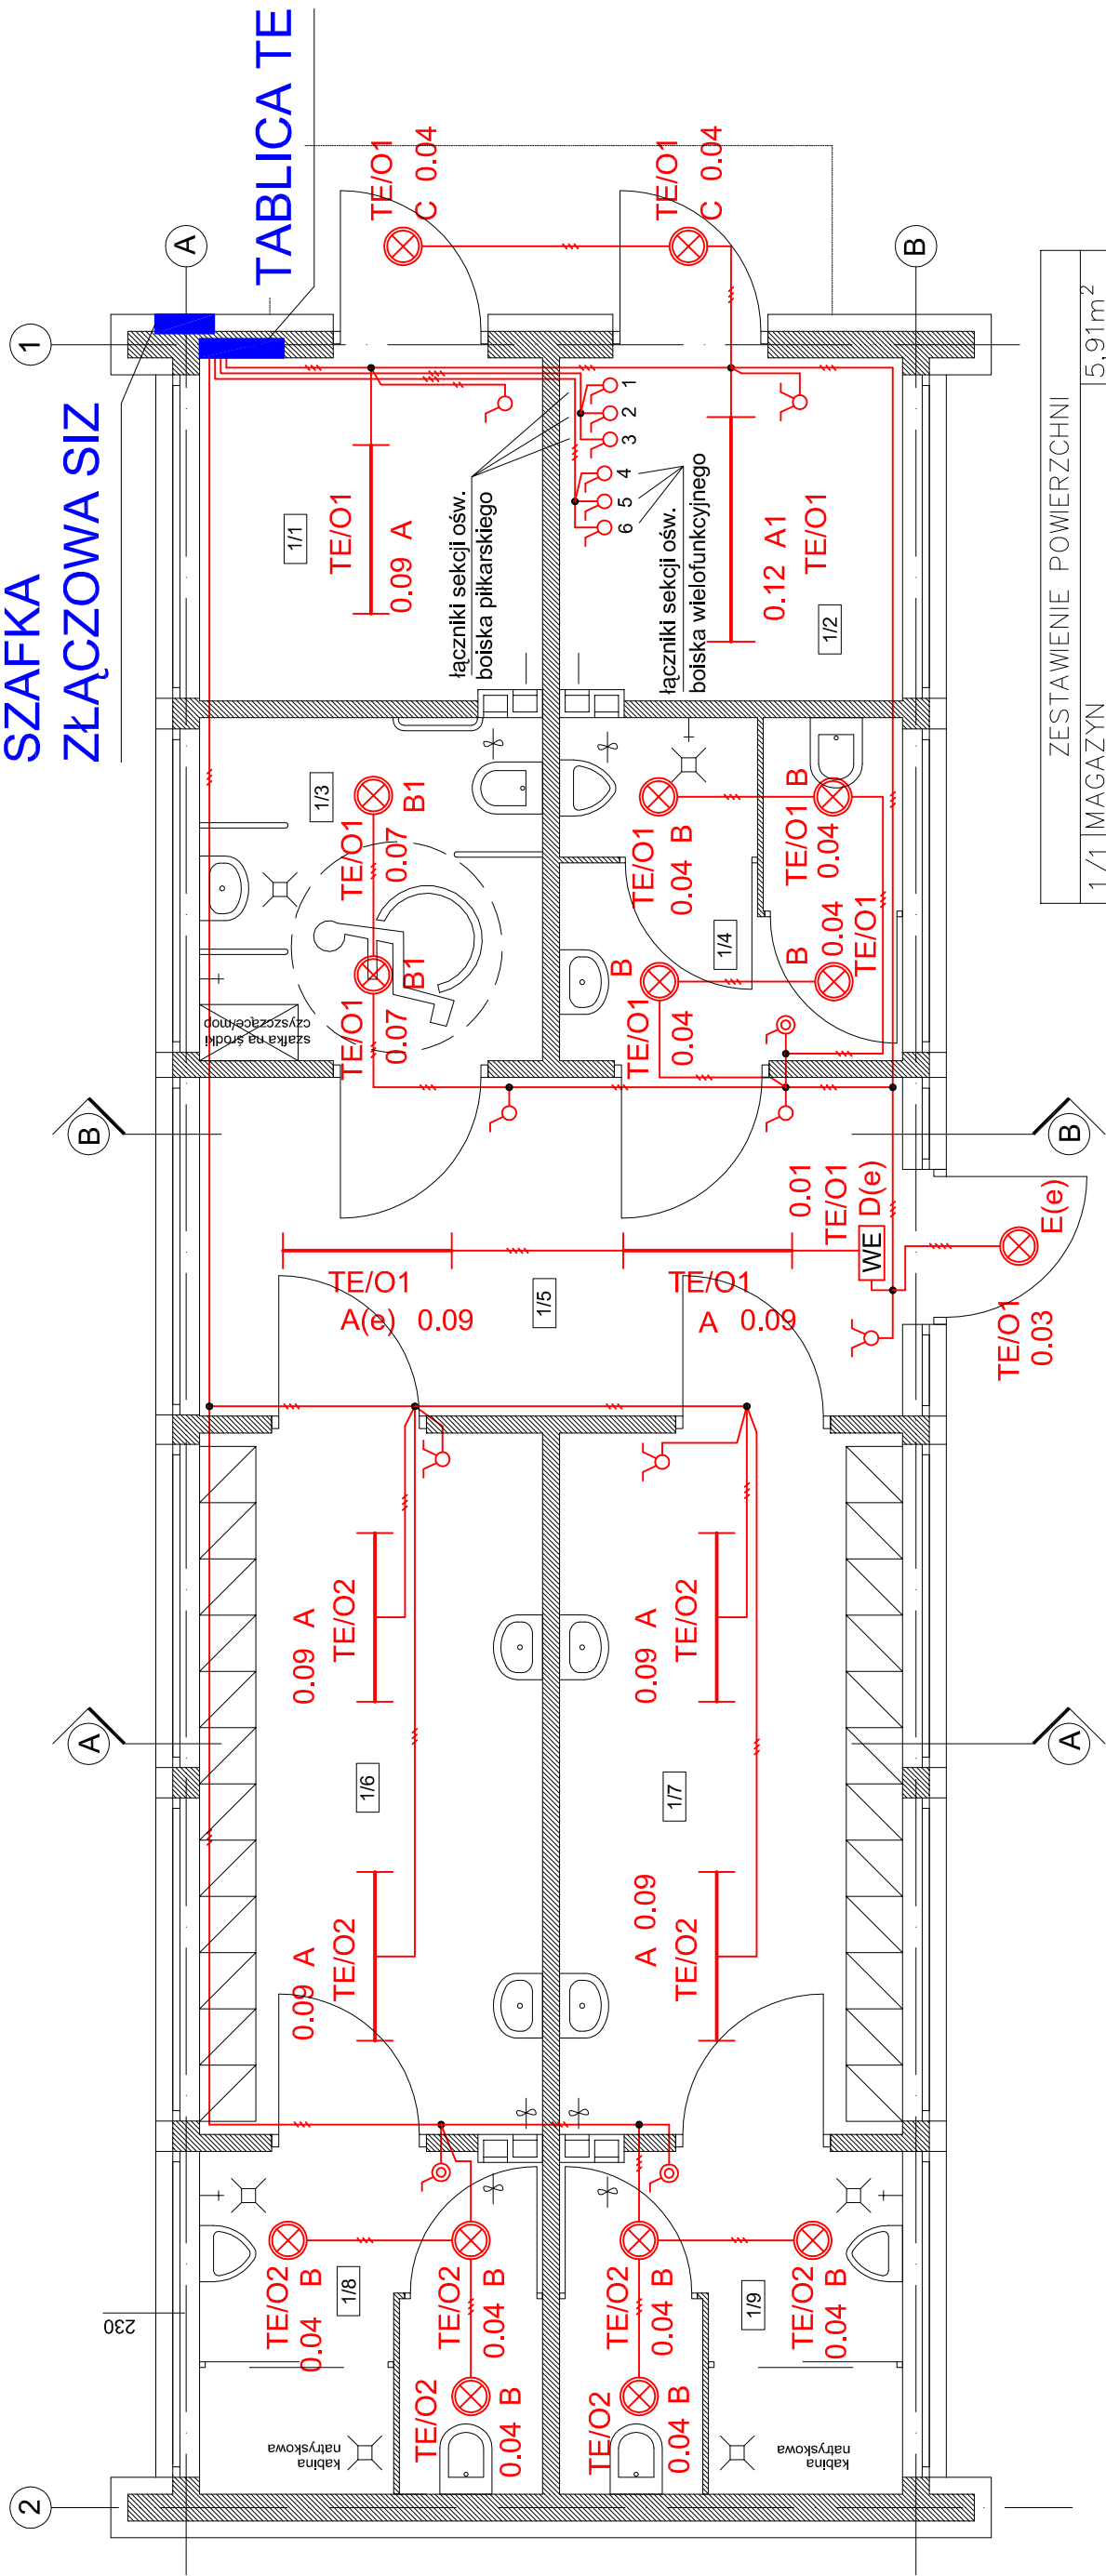 SZAFKA
ZŁĄCZOWA SIZ
TABLICA TE
1
A
TE/O1
C 0.04
TE/O1
C 0.04
B
1/1
TE/O1
0.09 A
łączniki sekcji ośw.
boiska piłkarskiego
1
2
3
4
5
6
łączniki sekcji ośw.
boiska wielofunkcyjnego
0.12 A1
TE/O1
1/2
ZESTAWIENIE POWIERZCHNI
1/1 MAGAZYN 5,91m²
1/3
TE/O1
0.07 B1
TE/O1
0.07 B1
szafka na środki
czyszczące/mop
TE/O1
0.04 B
TE/O1 B
0.04
1/4
B
TE/O1
0.04
B 0.04
TE/O1
B
B
TE/O1
A(e) 0.09
1/5
TE/O1
A 0.09
0.01
TE/O1
WE D(e)
E(e)
TE/O1
0.03
0.09 A
TE/O2
0.09 A
TE/O2
A
A
1/6
1/7
0.09 A
TE/O2
A 0.09
TE/O2
230
TE/O2
0.04 B
1/8
TE/O2
0.04 B
TE/O2
0.04 B
1/9
TE/O2
0.04 B
TE/O2
0.04 B
TE/O2
0.04 B
kabina
natryskowa
kabina
natryskowa
2